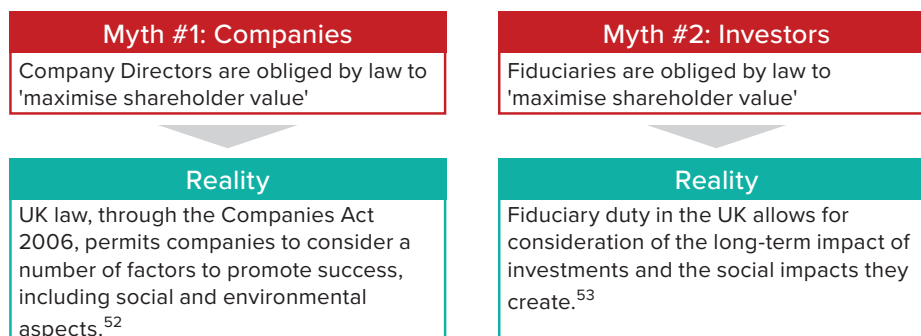 Myth #1: Companies
Company Directors are obliged by law to
'maximise shareholder value'
Reality
UK law, through the Companies Act
2006, permits companies to consider a
number of factors to promote success,
including social and environmental
aspects.52
Myth #2: Investors
Fiduciaries are obliged by law to
'maximise shareholder value'
Reality
Fiduciary duty in the UK allows for
consideration of the long-term impact of
investments and the social impacts they
create.53